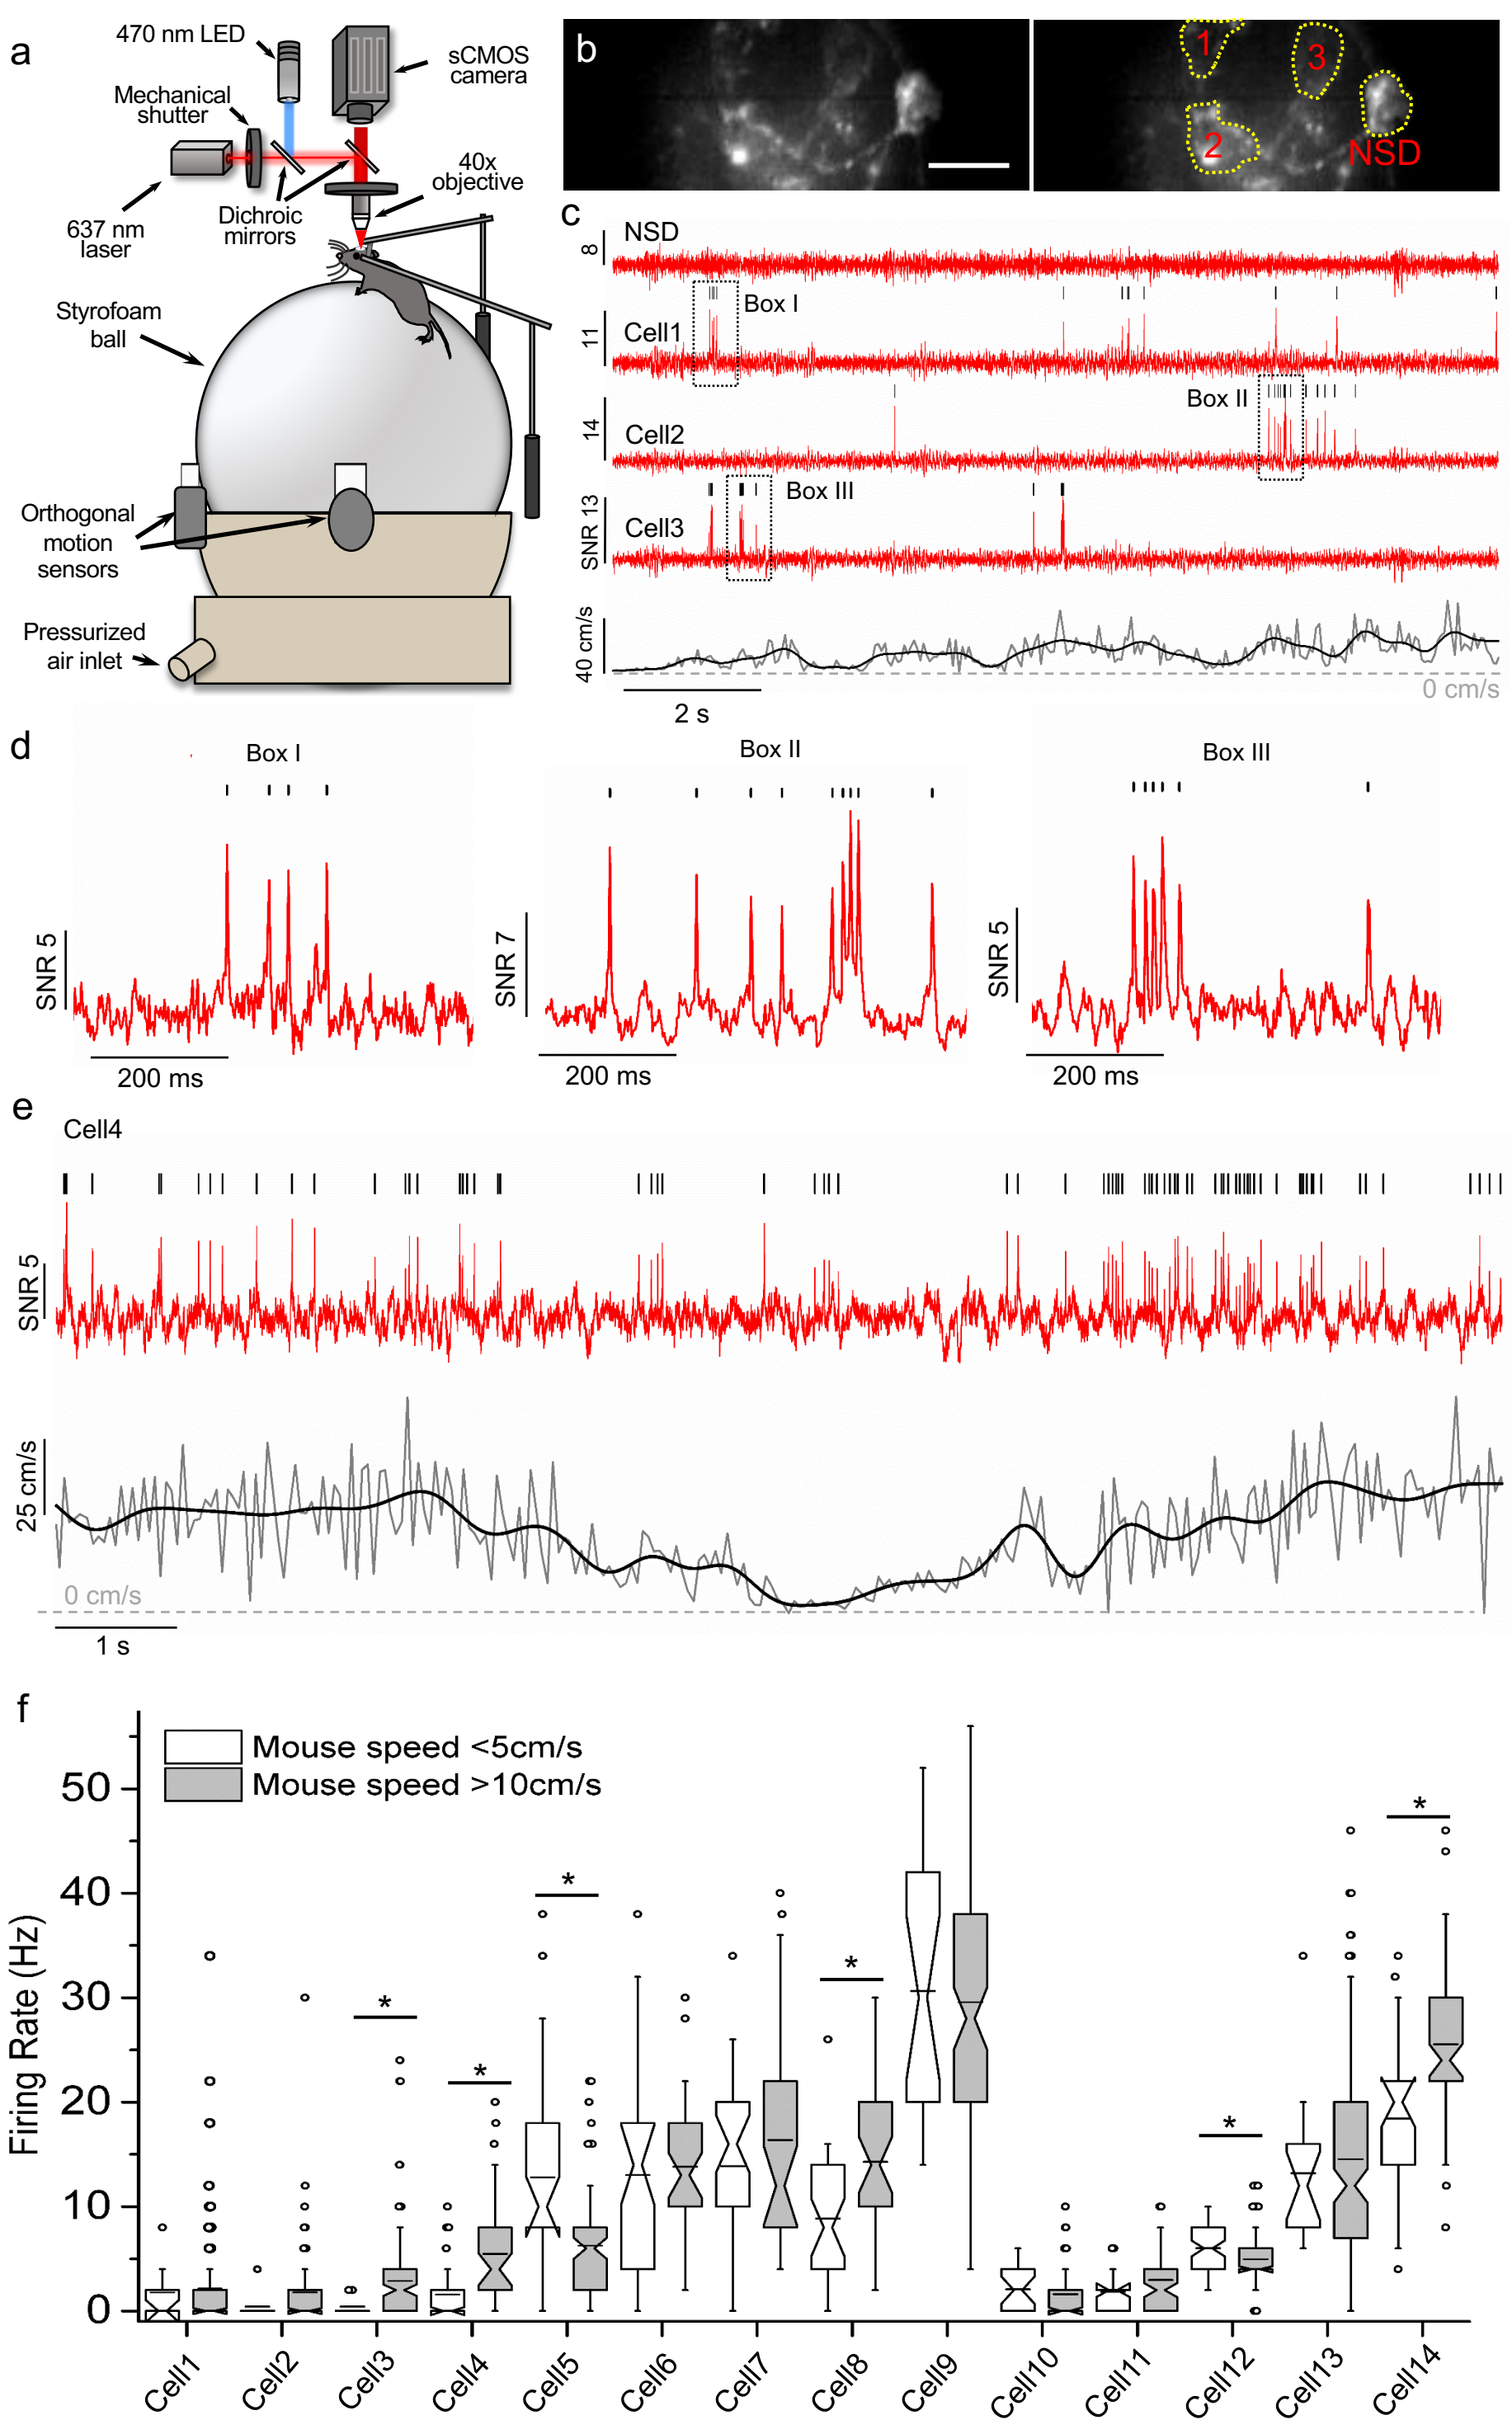 a
470 nm LED
sCMOS
camera
Mechanical
shutter
40x
objective
Dichroic
mirrors
637 nm
laser
Styrofoam
ball
Orthogonal
motion
sensors
Pressurized
air inlet
b
1
2
3
NSD
c
8
NSD
Box I
11
Cell1
Box II
14
Cell2
Box III
SNR 13
Cell3
40 cm/s
0 cm/s
2 s
d
Box I
SNR 5
200 ms
Box II
SNR 7
200 ms
Box III
SNR 5
200 ms
e
Cell4
SNR 5
25 cm/s
0 cm/s
1 s
f
Mouse speed <5cm/s
Mouse speed >10cm/s
Firing Rate (Hz)
50
40
30
20
10
0
*
*
*
*
*
*
Cell1
Cell2
Cell3
Cell4
Cell5
Cell6
Cell7
Cell8
Cell9
Cell10
Cell11
Cell12
Cell13
Cell14